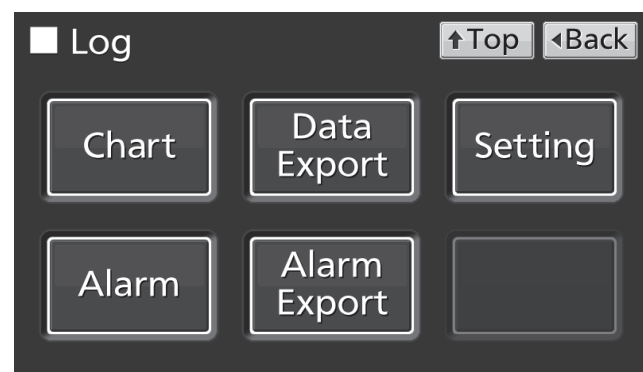 Log
Top
Back
Chart
Data
Export
Setting
Alarm
Alarm
Export